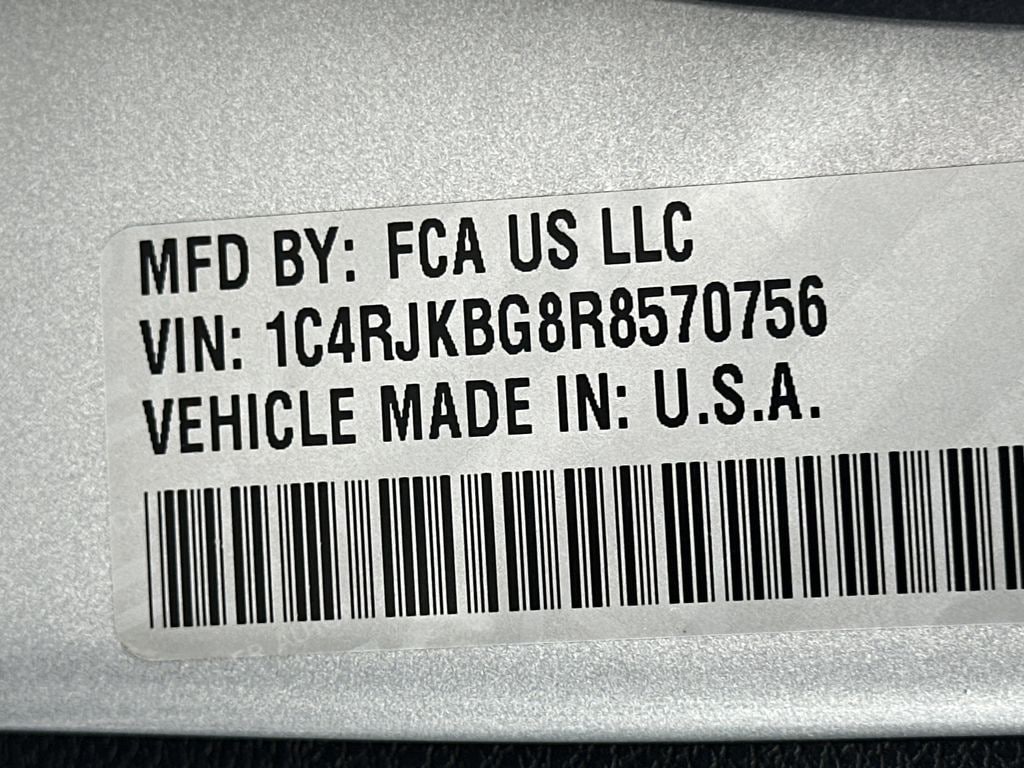 MFD BY: FCA US LLC
VIN: 1C4RJKBG8R8570756
VEHICLE MADE IN: U.S.A.